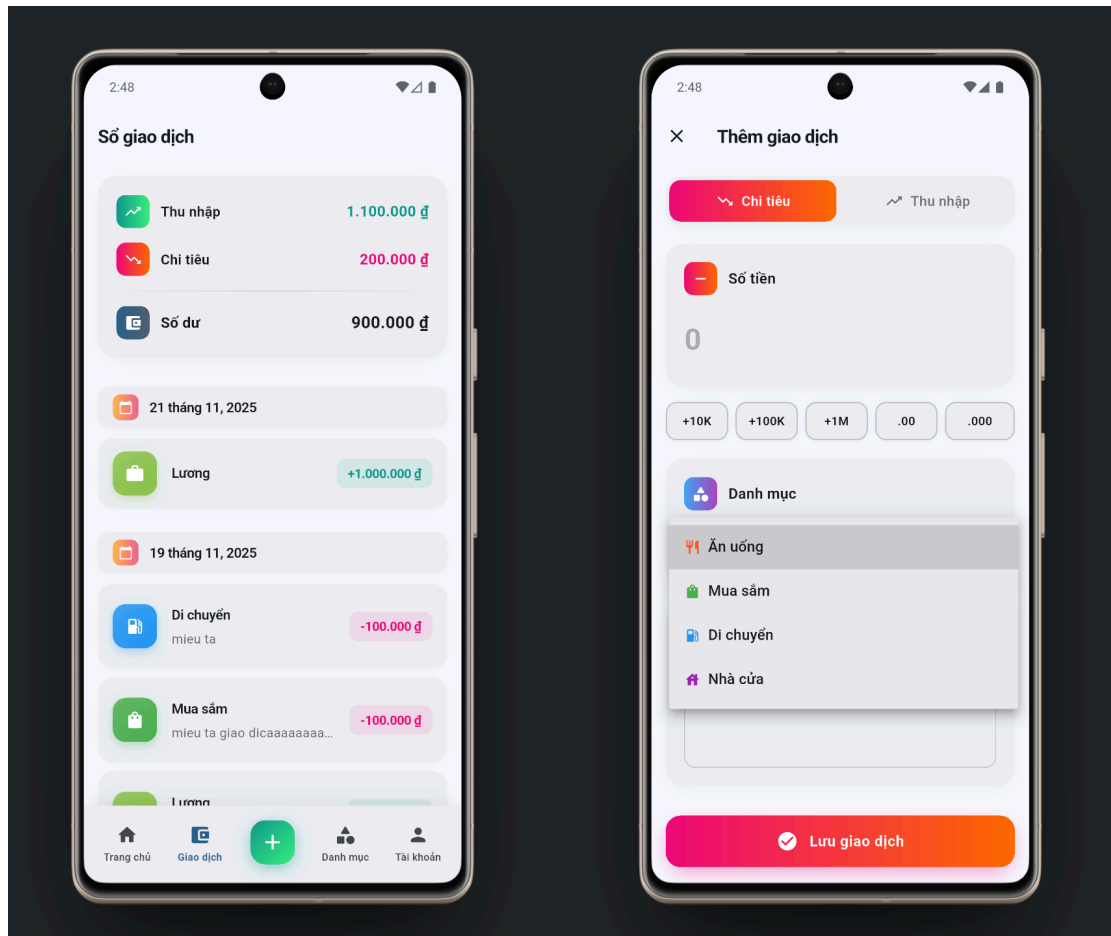 2:48
Sổ giao dịch
Thu nhập 1.100.000 ₫
Chi tiêu 200.000 ₫
Số dư 900.000 ₫
21 tháng 11, 2025
Lương +1.000.000 ₫
19 tháng 11, 2025
Di chuyển
mieu ta
-100.000 ₫
Mua sắm
mieu ta giao dicaaaaaaaa...
-100.000 ₫
Lương
Trang chủ Giao dịch Danh mục Tài khoản
2:48
Thêm giao dịch
Chi tiêu Thu nhập
Số tiền
0
+10K +100K +1M .00 .000
Danh mục
Ăn uống
Mua sắm
Di chuyển
Nhà cửa
Lưu giao dịch